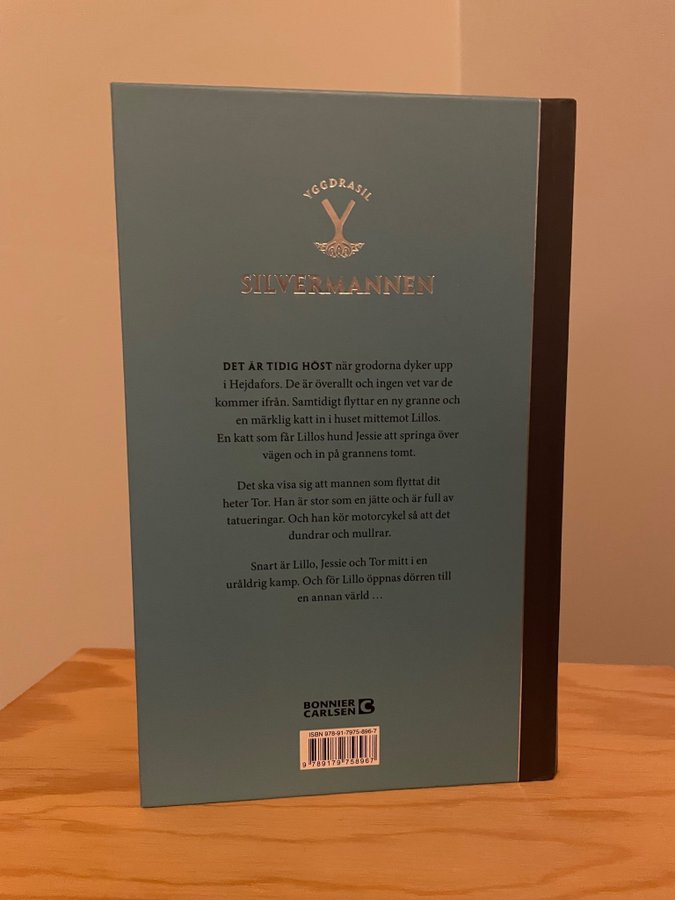 YGGDRASIL
SILVERMANNEN
DET ÄR TIDIG HÖST när grodorna dyker upp
i Hejdafors. De är överallt och ingen vet var de
kommer ifrån. Samtidigt flyttar en ny granne och
en märklig katt in i huset mittemot Lillos.
En katt som får Lillos hund Jessie att springa över
vägen och in på grannens tomt.
Det ska visa sig att mannen som flyttat dit
heter Tor. Han är stor som en jätte och är full av
tatueringar. Och han kör motorcykel så att det
dundrar och mullrar.
Snart är Lillo, Jessie och Tor mitt i en
uråldrig kamp. Och för Lillo öppnas dörren till
en annan värld …
BONNIER
CARLSEN
ISBN 978-91-7975-896-7
9 789179 758967